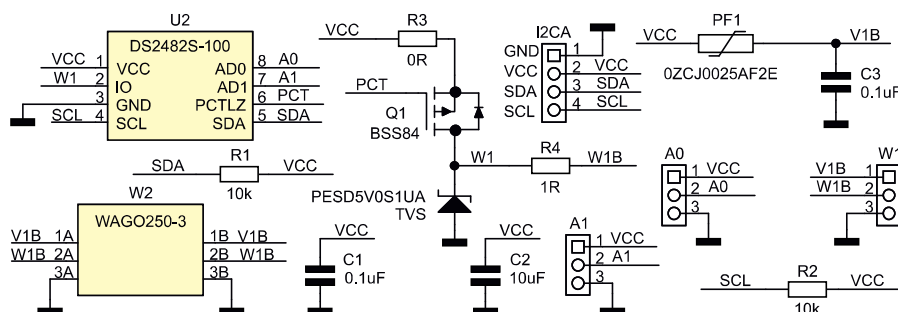 U2
DS2482S-100
VCC 1 VCC AD0 8 A0
W1 2 IO AD1 7 A1
3 GND PCTLZ 6 PCT
SCL 4 SCL SDA 5 SDA
VCC R3
0R
PCT
Q1
BSS84
I2CA
GND 1
VCC 2 VCC
SDA 3 SDA
SCL 4 SCL
VCC PF1 V1B
0ZCJ0025AF2E
C3
0.1uF
SDA R1 VCC
10k
W1 R4 W1B
1R
PESD5V0S1UA
TVS
A0
1 VCC
2 A0
3
W1
V1B 1
W1B 2
3
W2
WAGO250-3
V1B 1A 1B V1B
W1B 2A 2B W1B
3A 3B
VCC
C1
0.1uF
VCC
C2
10uF
A1
1 VCC
2 A1
3
SCL R2 VCC
10k